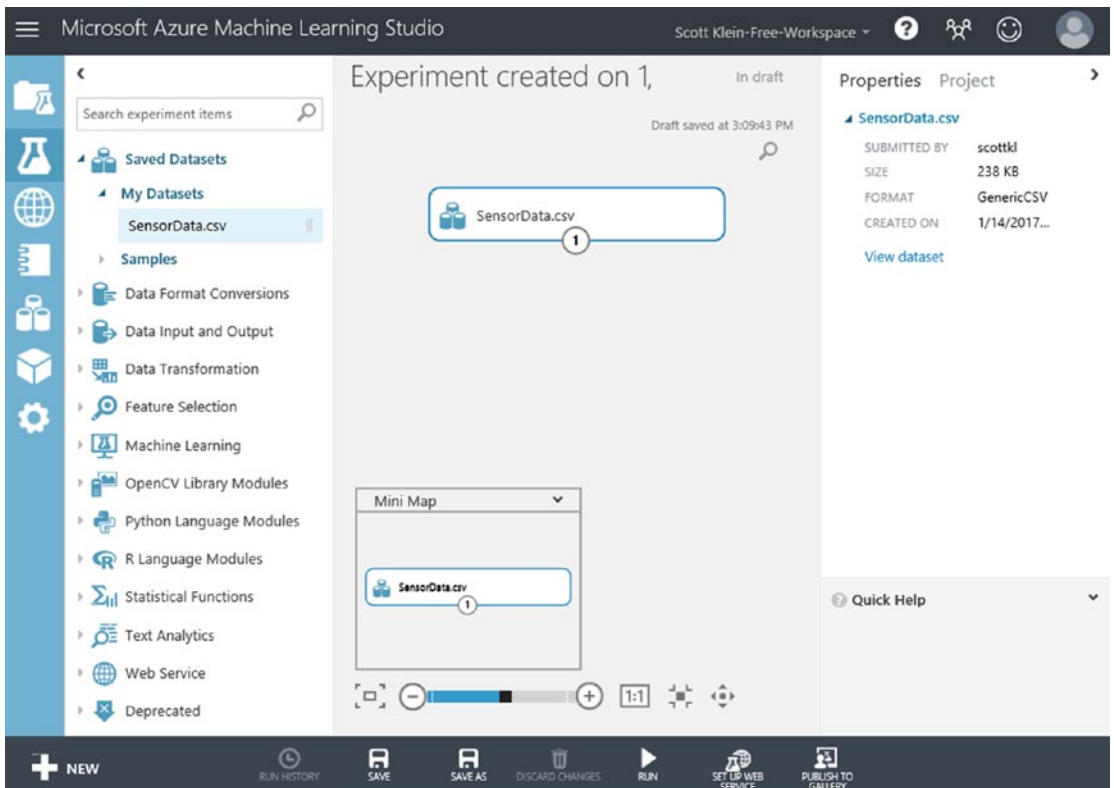 Microsoft Azure Machine Learning Studio
Scott Klein-Free-Workspace
?
Search experiment items
Saved Datasets
My Datasets
SensorData.csv
Samples
Data Format Conversions
Data Input and Output
Data Transformation
Feature Selection
Machine Learning
OpenCV Library Modules
Python Language Modules
R Language Modules
Statistical Functions
Text Analytics
Web Service
Deprecated
Experiment created on 1,
In draft
Draft saved at 3:09:43 PM
SensorData.csv
1
Mini Map
SensorData.csv
1
1:1
Properties Project
SensorData.csv
SUBMITTED BY scottkl
SIZE 238 KB
FORMAT GenericCSV
CREATED ON 1/14/2017...
View dataset
? Quick Help
NEW
RUN HISTORY
SAVE
SAVE AS
DISCARD CHANGES
RUN
SET UP WEB
SERVICE
PUBLISH TO
GALLERY